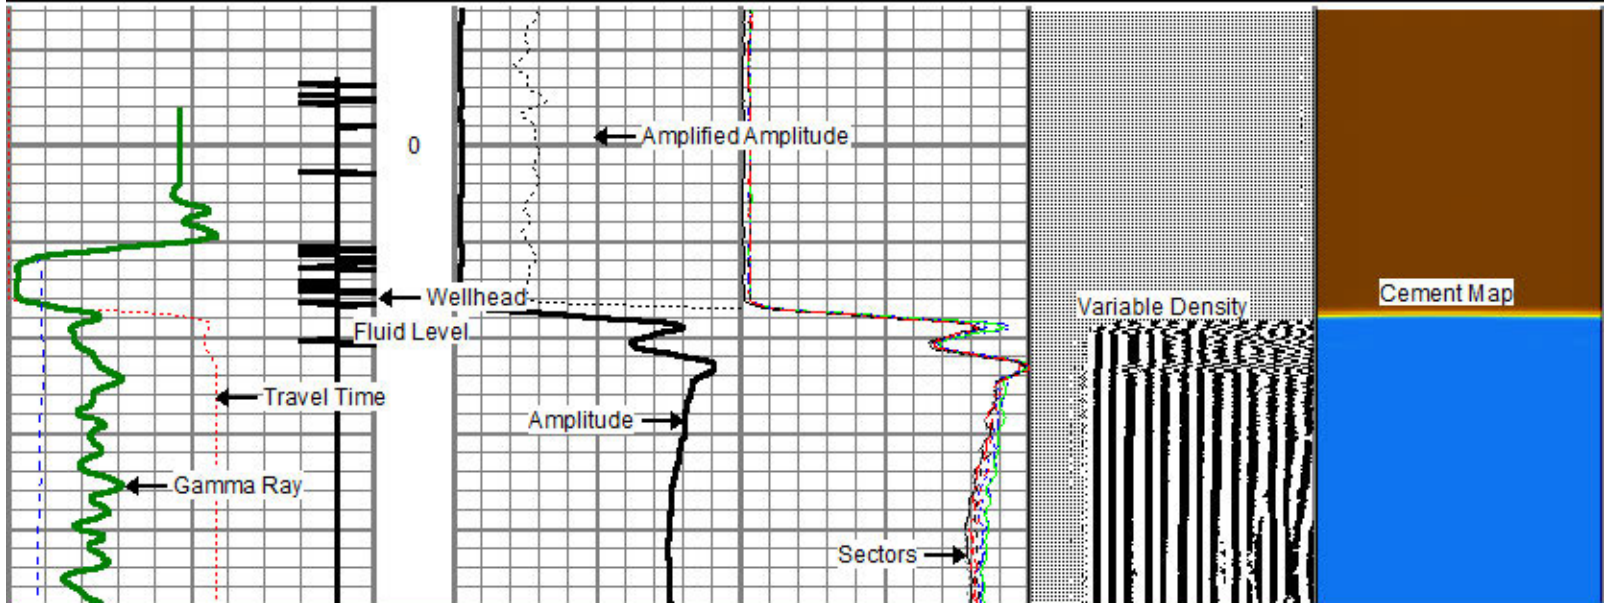 Amplified Amplitude
0
Wellhead
Cement Map
Variable Density
Fluid Level
Travel Time
Amplitude
Gamma Ray
Sectors